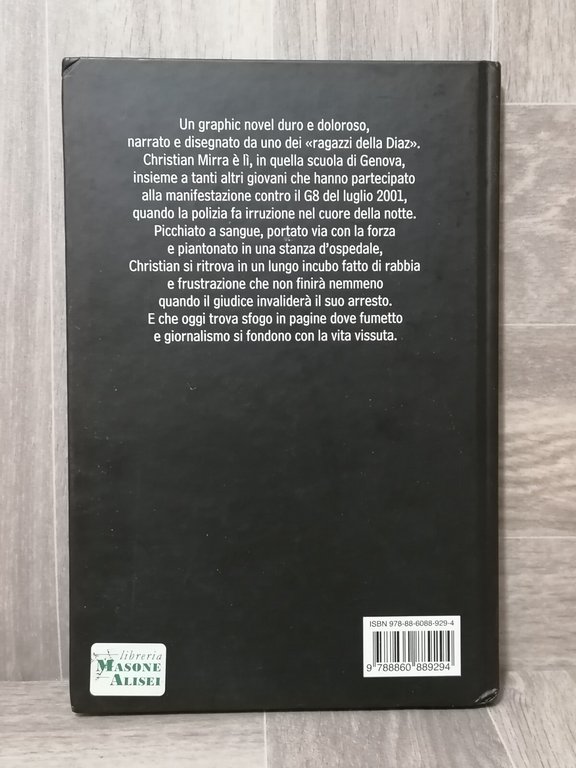 Un graphic novel duro e doloroso,
narrato e disegnato da uno dei «ragazzi della Diaz».
Christian Mirra è lì, in quella scuola di Genova,
insieme a tanti altri giovani che hanno partecipato
alla manifestazione contro il G8 del luglio 2001,
quando la polizia fa irruzione nel cuore della notte.
Picchiato a sangue, portato via con la forza
e piantonato in una stanza d'ospedale,
Christian si ritrova in un lungo incubo fatto di rabbia
e frustrazione che non finirà nemmeno
quando il giudice invaliderà il suo arresto.
E che oggi trova sfogo in pagine dove fumetto
e giornalismo si fondono con la vita vissuta.
ISBN 978-88-6088-929-4
9 788860 889294
libreria
MASONE
ALISEI